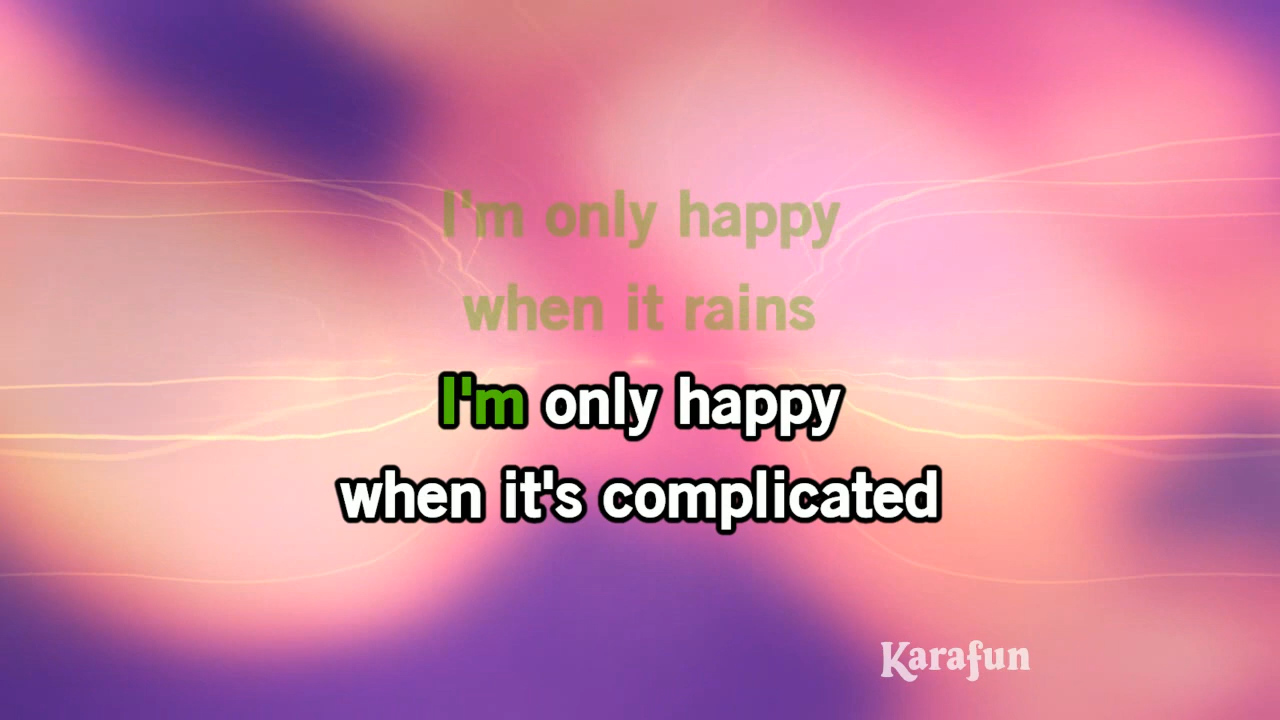 I'm only happy
when it rains
I'm only happy
when it's complicated
Karafun